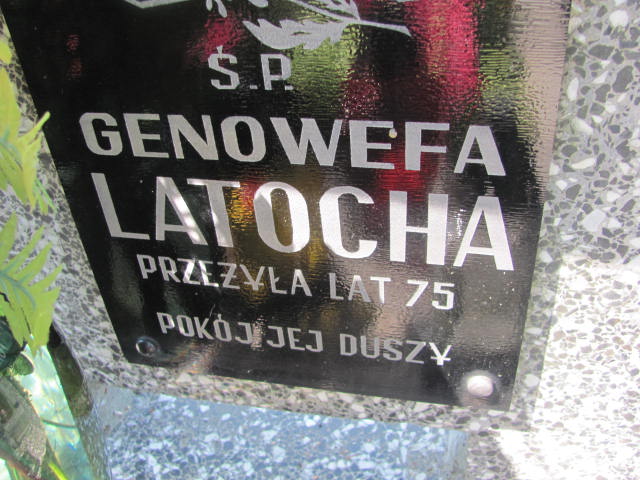 Ś.P.
GENOWEFA
LATOCHA
PRZEŻYŁA LAT 75
POKÓJ JEJ DUSZY